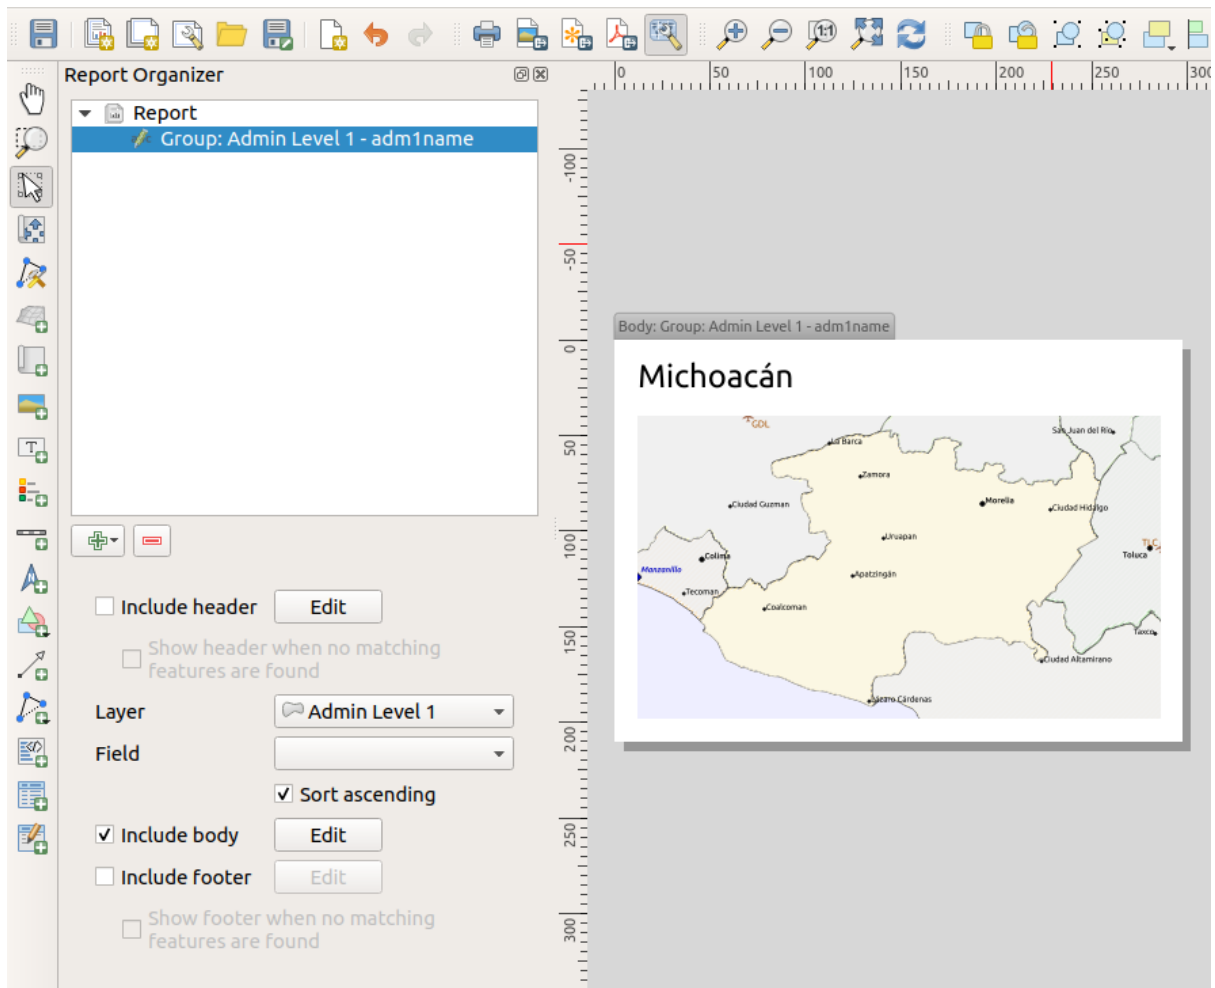 Report Organizer
Report
Group: Admin Level 1 - adm1name
Include header
Edit
Show header when no matching
features are found
Layer
Admin Level 1
Field
Sort ascending
Include body
Edit
Include footer
Edit
Show footer when no matching
features are found
1:1
0
50
100
150
200
250
300
-100
-50
0
50
100
150
200
250
300
Body: Group: Admin Level 1 - adm1name
Michoacán
GDL
San Juan del Río
La Barca
Zamora
Ciudad Guzman
Morelia
Ciudad Hidalgo
Uruapan
TLC
Colima
Toluca
Manzanillo
Apatzingán
Tecoman
Coalcoman
Taxco
Ciudad Altamirano
Lázaro Cárdenas